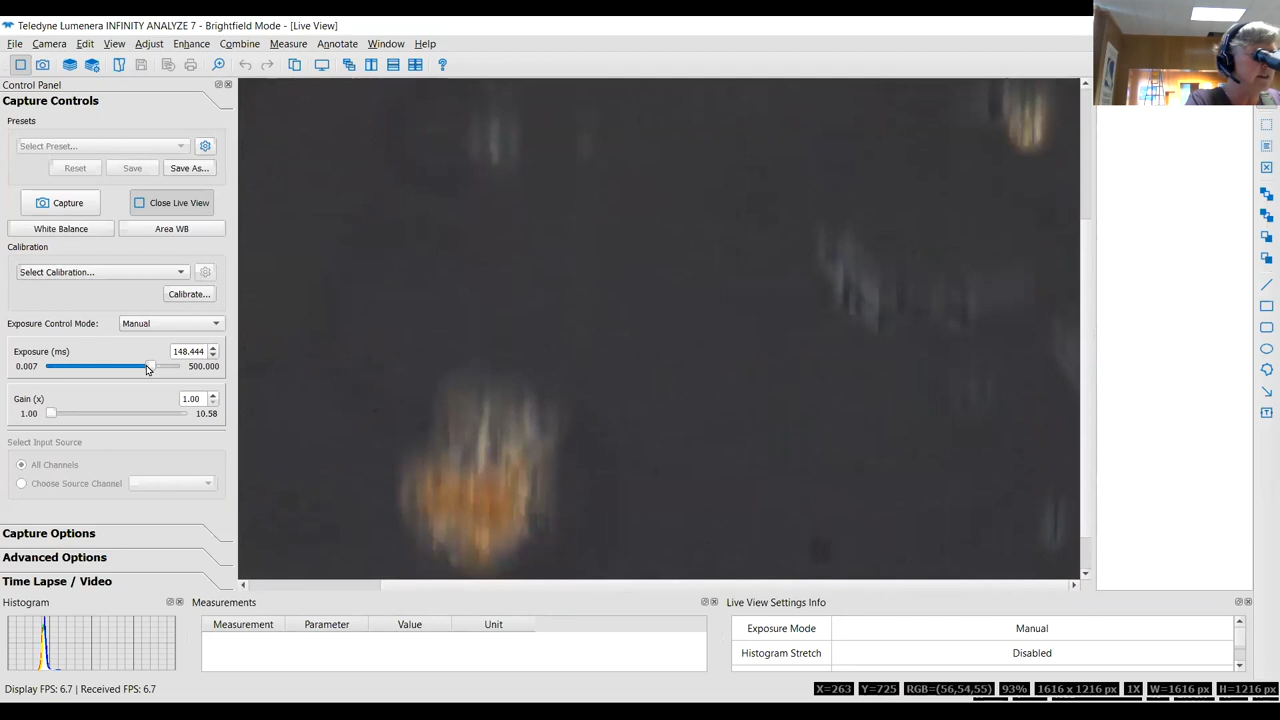 Teledyne Lumenera INFINITY ANALYZE 7 - Brightfield Mode - [Live View]
File Camera Edit View Adjust Enhance Combine Measure Annotate Window Help
Control Panel
Capture Controls
Presets
Select Preset...
Reset Save Save As...
Capture Close Live View
White Balance Area WB
Calibration
Select Calibration...
Calibrate...
Exposure Control Mode: Manual
Exposure (ms) 148.444
0.007 500.000
Gain (x) 1.00
1.00 10.58
Select Input Source
All Channels
Choose Source Channel
Capture Options
Advanced Options
Time Lapse / Video
Histogram Measurements Live View Settings Info
Measurement Parameter Value Unit
Exposure Mode Manual
Histogram Stretch Disabled
Display FPS: 6.7 | Received FPS: 6.7
X=263 Y=725 RGB=(56,54,55) 93% 1616 x 1216 px 1X W=1616 px H=1216 px